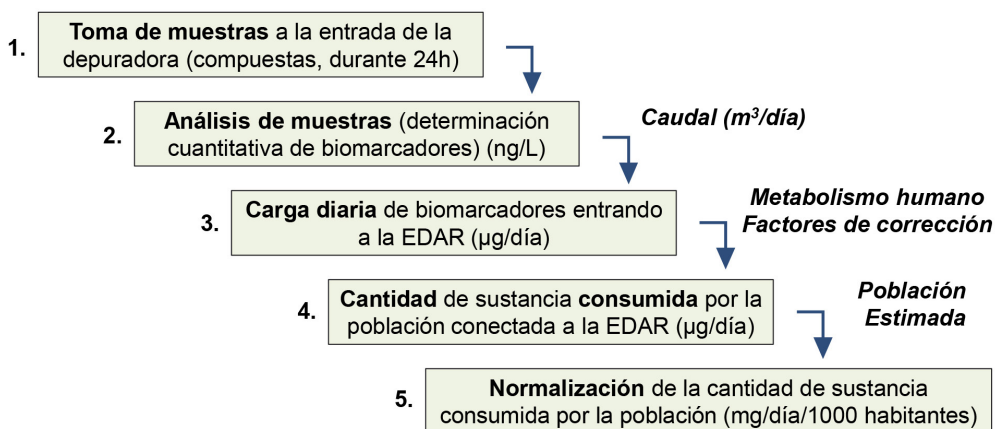 1. Toma de muestras a la entrada de la
depuradora (compuestas, durante 24h)
2. Análisis de muestras (determinación
cuantitativa de biomarcadores) (ng/L)
Caudal (m³/día)
3. Carga diaria de biomarcadores entrando
a la EDAR (µg/día)
Metabolismo humano
Factores de corrección
4. Cantidad de sustancia consumida por la
población conectada a la EDAR (µg/día)
Población
Estimada
5. Normalización de la cantidad de sustancia
consumida por la población (mg/día/1000 habitantes)